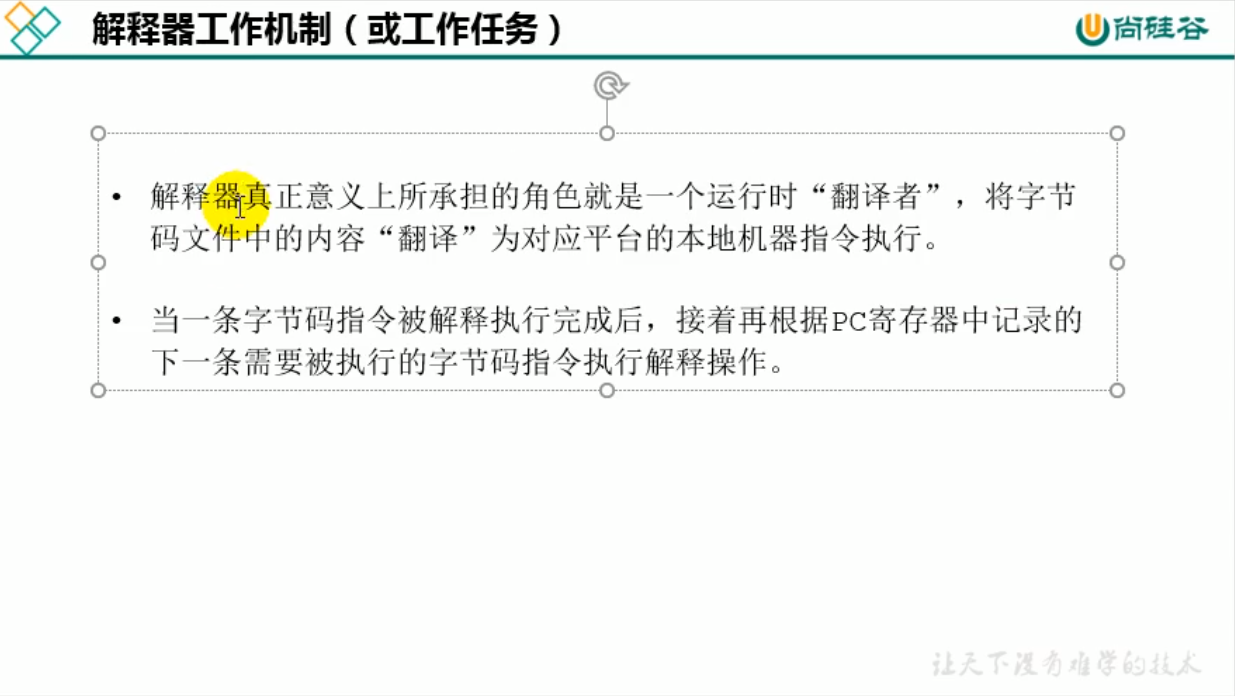 解释器工作机制（或工作任务）
尚硅谷
• 解释器真正意义上所承担的角色就是一个运行时“翻译者”，将字节
码文件中的内容“翻译”为对应平台的本地机器指令执行。
• 当一条字节码指令被解释执行完成后，接着再根据PC寄存器中记录的
下一条需要被执行的字节码指令执行解释操作。
让天下没有难学的技术